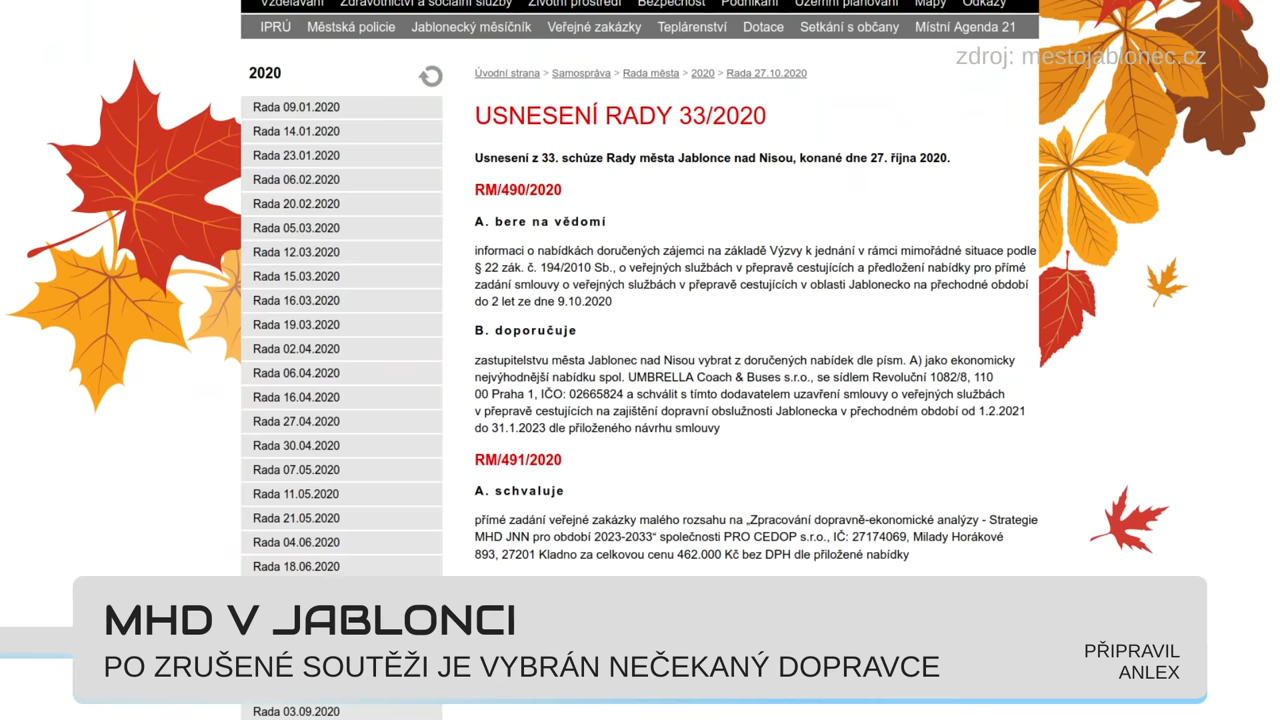 Vzdělávání Zdravotnictví a sociální služby Životní prostředí Bezpečnost Podnikání Územní plánování Mapy Odkazy
IPRÚ Městská policie Jablonecký měsíčník Veřejné zakázky Teplárenství Dotace Setkání s občany Místní Agenda 21
zdroj: mestojablonec.cz
2020
Rada 09.01.2020
Rada 14.01.2020
Rada 23.01.2020
Rada 06.02.2020
Rada 20.02.2020
Rada 05.03.2020
Rada 12.03.2020
Rada 15.03.2020
Rada 16.03.2020
Rada 19.03.2020
Rada 02.04.2020
Rada 06.04.2020
Rada 16.04.2020
Rada 27.04.2020
Rada 30.04.2020
Rada 07.05.2020
Rada 11.05.2020
Rada 21.05.2020
Rada 04.06.2020
Rada 18.06.2020
Rada 03.09.2020
Úvodní strana > Samospráva > Rada města > 2020 > Rada 27.10.2020
USNESENÍ RADY 33/2020
Usnesení z 33. schůze Rady města Jablonce nad Nisou, konané dne 27. října 2020.
RM/490/2020
A. bere na vědomí
informaci o nabídkách doručených zájemci na základě Výzvy k jednání v rámci mimořádné situace podle
§ 22 zák. č. 194/2010 Sb., o veřejných službách v přepravě cestujících a předložení nabídky pro přímé
zadání smlouvy o veřejných službách v přepravě cestujících v oblasti Jablonecko na přechodné období
do 2 let ze dne 9.10.2020
B. doporučuje
zastupitelstvu města Jablonec nad Nisou vybrat z doručených nabídek dle písm. A) jako ekonomicky
nejvýhodnější nabídku spol. UMBRELLA Coach & Buses s.r.o., se sídlem Revoluční 1082/8, 110
00 Praha 1, IČO: 02665824 a schválit s tímto dodavatelem uzavření smlouvy o veřejných službách
v přepravě cestujících na zajištění dopravní obslužnosti Jablonecka v přechodném období od 1.2.2021
do 31.1.2023 dle přiloženého návrhu smlouvy
RM/491/2020
A. schvaluje
přímé zadání veřejné zakázky malého rozsahu na „Zpracování dopravně-ekonomické analýzy - Strategie
MHD JNN pro období 2023-2033“ společnosti PRO CEDOP s.r.o., IČ: 27174069, Milady Horákové
893, 27201 Kladno za celkovou cenu 462.000 Kč bez DPH dle přiložené nabídky
MHD V JABLONCI
PO ZRUŠENÉ SOUTĚŽI JE VYBRÁN NEČEKANÝ DOPRAVCE
PŘIPRAVIL
ANLEX